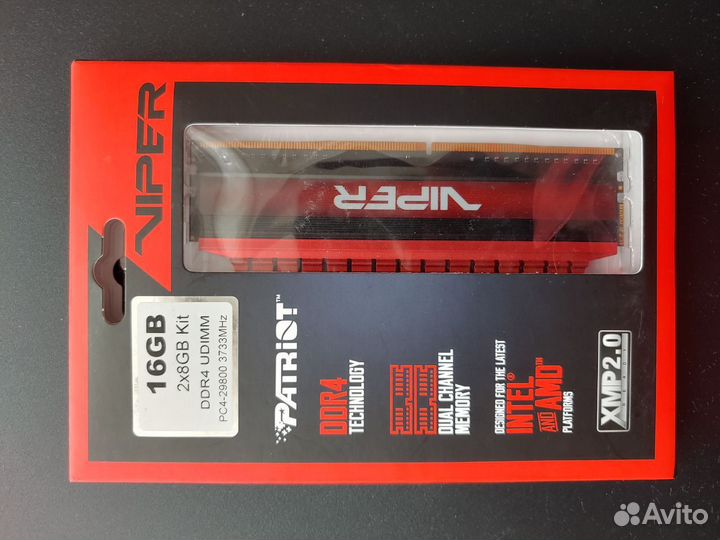 VIPER
VIPER
16GB
2x8GB Kit
DDR4 UDIMM
PC4-29800 3733MHz
PATRIOT™
DDR4
TECHNOLOGY
DUAL CHANNEL
MEMORY
DESIGNED FOR THE LATEST
INTEL®
AND AMD™
PLATFORMS
XMP2.0
Avito